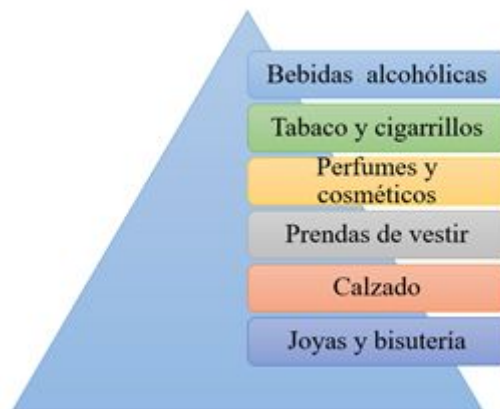 Bebidas alcohólicas
Tabaco y cigarrillos
Perfumes y
cosméticos
Prendas de vestir
Calzado
Joyas y bisutería